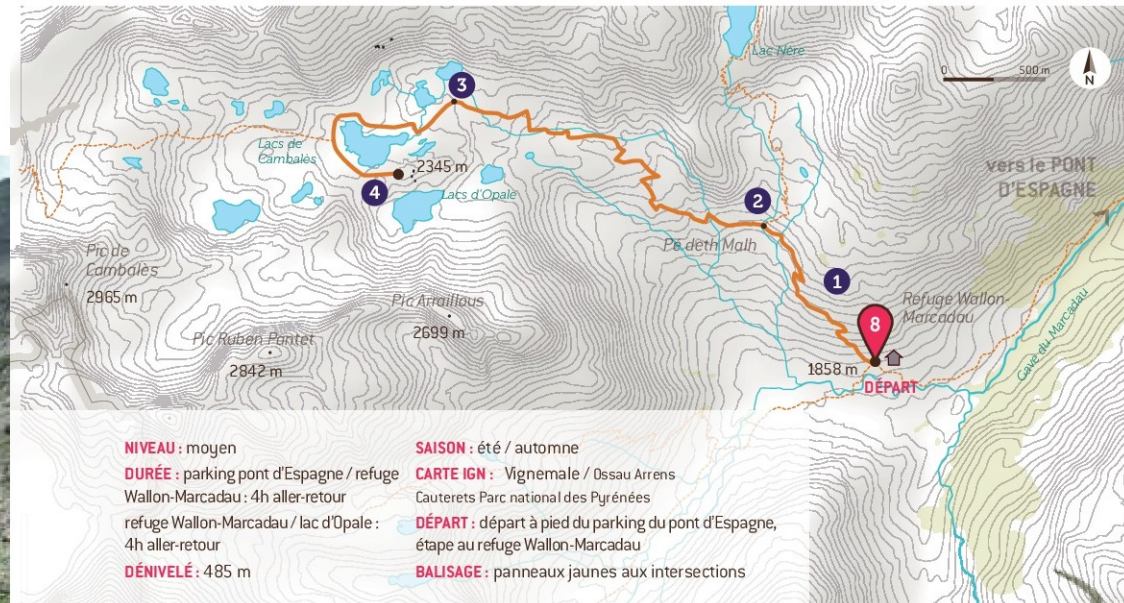 Lac Nère
0 500 m
N
3
Lacs de
Cambalès
2345 m
4
Lacs d'Opale
vers le PONT
D'ESPAGNE
2
Pè deth Malh
1
Pic de
Cambalès
2965 m
Pic Arraillous
2699 m
Pic Ruben Pontet
2842 m
Refuge Wallon-
Marcadau
8
1858 m
DÉPART
Gave du Marcadau
NIVEAU : moyen
DURÉE : parking pont d'Espagne / refuge
Wallon-Marcadau : 4h aller-retour
refuge Wallon-Marcadau / lac d'Opale :
4h aller-retour
DÉNIVELÉ : 485 m
SAISON : été / automne
CARTE IGN : Vignemale / Ossau Arrens
Cauterets Parc national des Pyrénées
DÉPART : départ à pied du parking du pont d'Espagne,
étape au refuge Wallon-Marcadau
BALISAGE : panneaux jaunes aux intersections